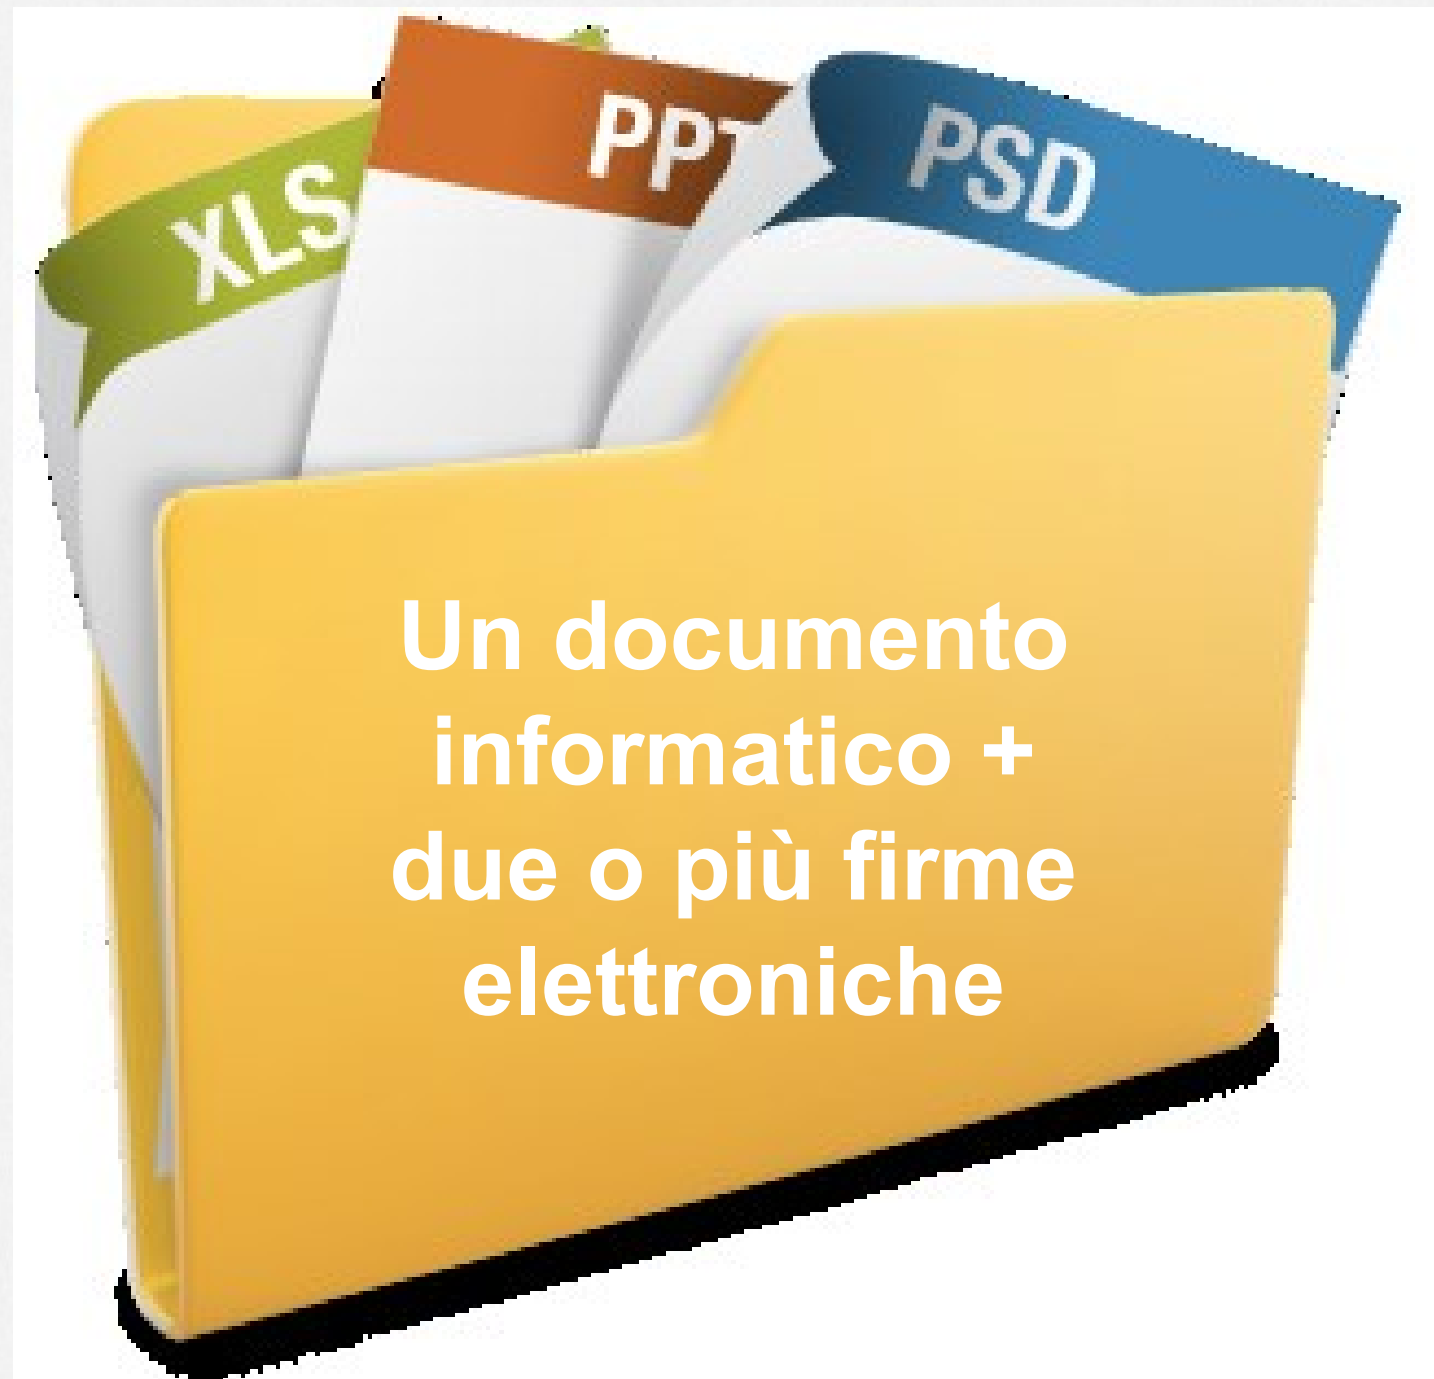 XLS
PPT
PSD
Un documento
informatico +
due o più firme
elettroniche